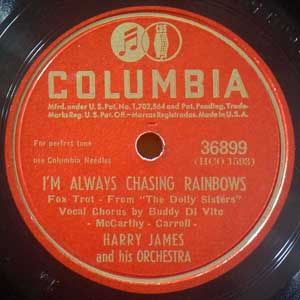 COLUMBIA
Mfrd. under U.S. Pat. No. 1,702,564 and Pat. Pending, Trade-
Marks Reg. U.S. Pat. Off.-Marcas Registradas. Made in U.S.A.
For perfect tone
use Columbia Needles
36899
(HCO 1593)
I'M ALWAYS CHASING RAINBOWS
Fox Trot - From "The Dolly Sisters"
Vocal Chorus by Buddy Di Vito
- McCarthy - Carroll -
HARRY JAMES
and his ORCHESTRA